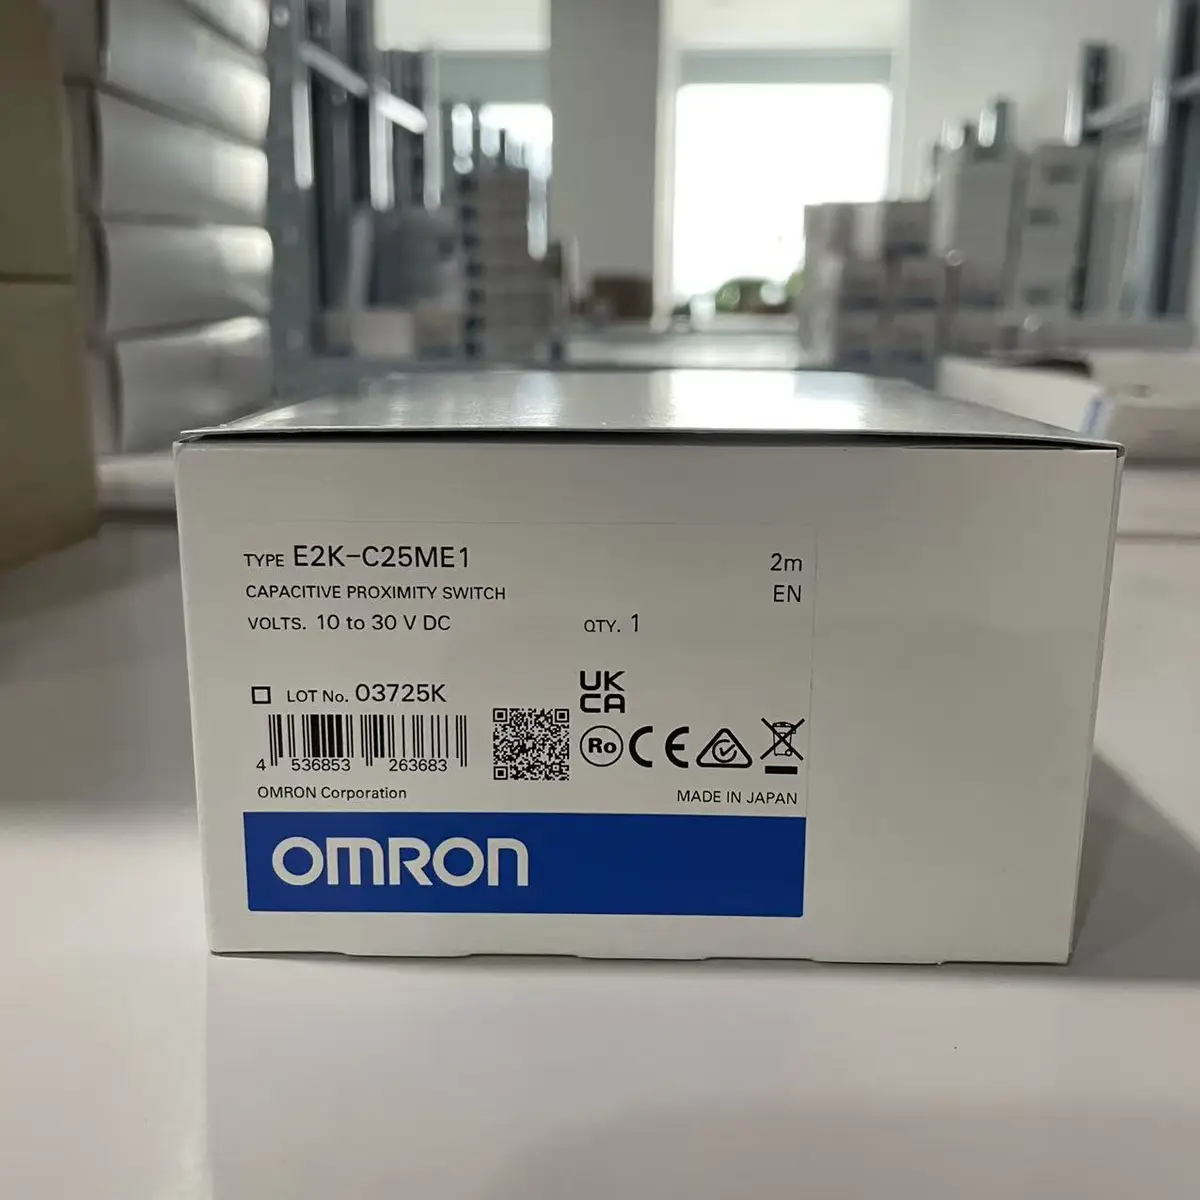 TYPE E2K-C25ME1 2m
CAPACITIVE PROXIMITY SWITCH EN
VOLTS. 10 to 30 V DC QTY. 1
LOT No. 03725K
UK
CA
Ro CE
4 536853 263683
OMRON Corporation MADE IN JAPAN
OMRON